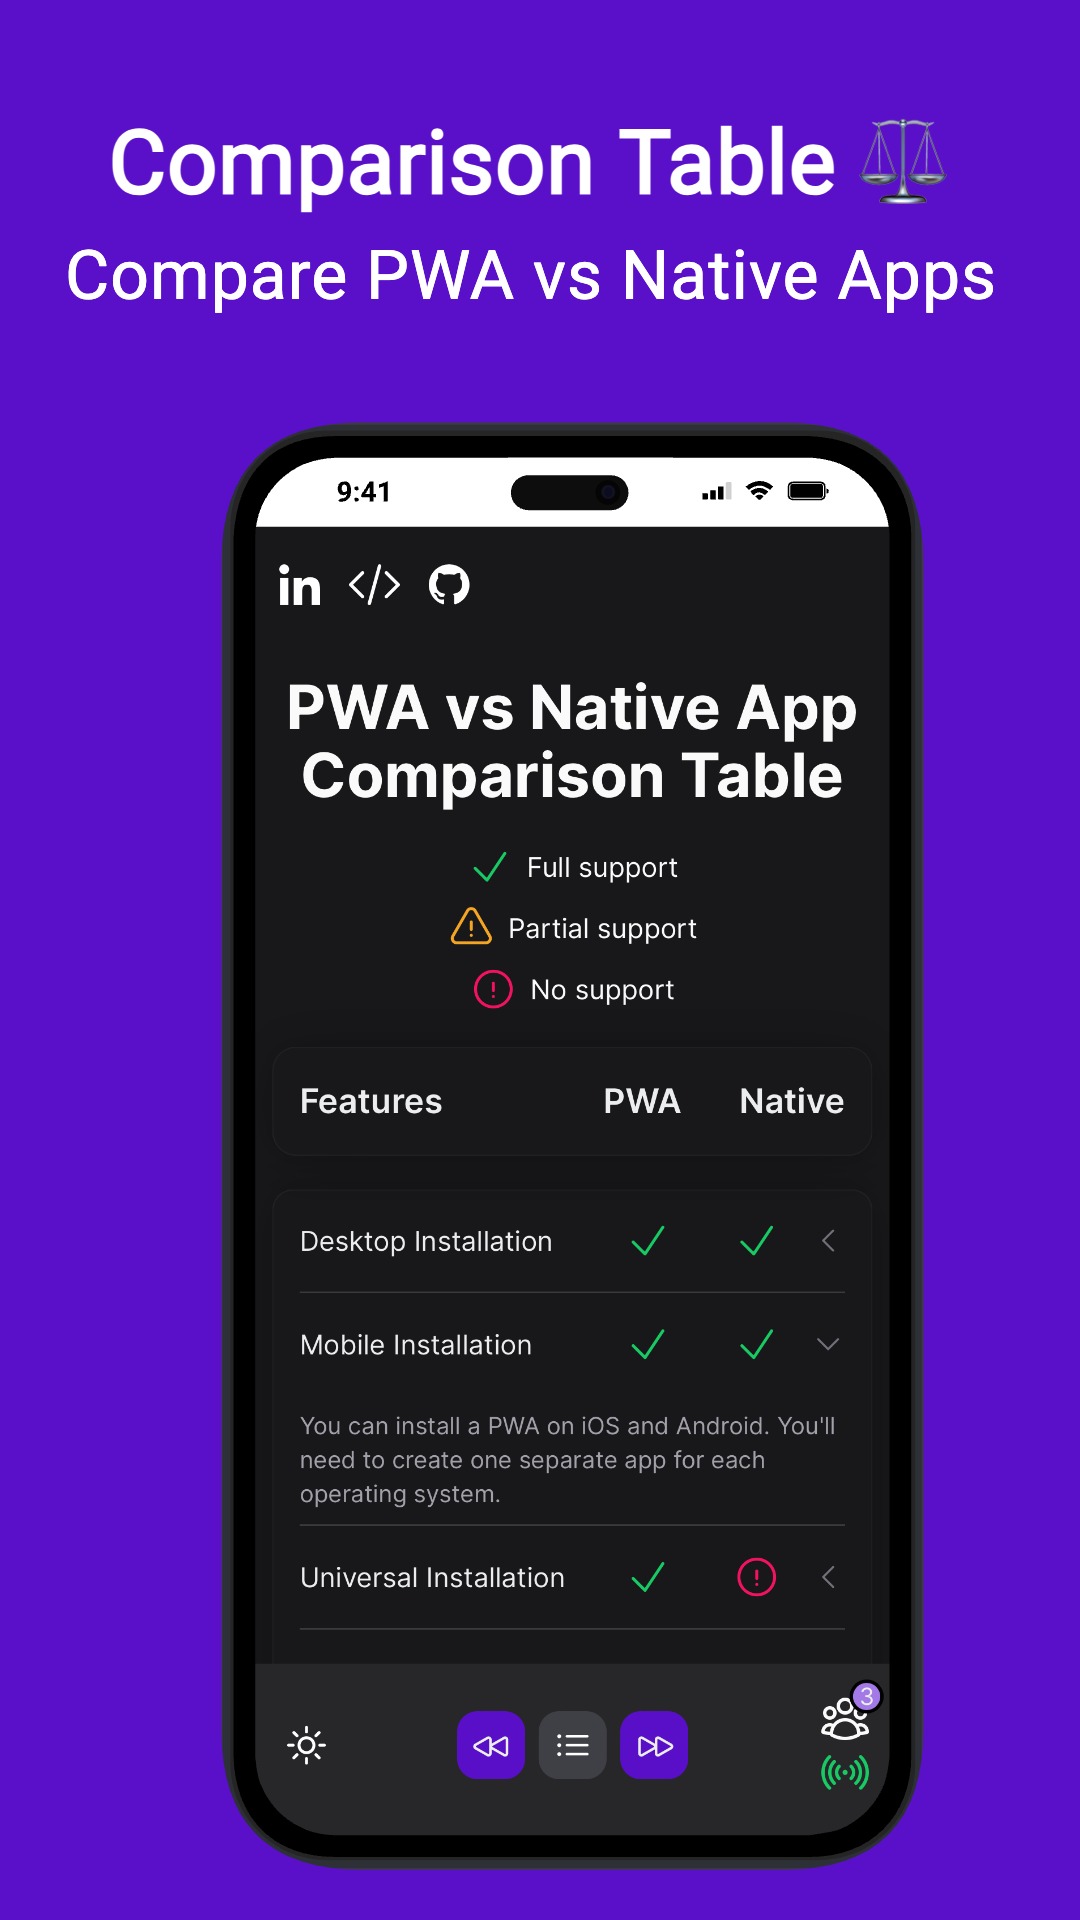 Comparison Table
Compare PWA vs Native Apps
9:41
in
PWA vs Native App
Comparison Table
Full support
Partial support
No support
Features PWA Native
Desktop Installation
Mobile Installation
You can install a PWA on iOS and Android. You'll
need to create one separate app for each
operating system.
Universal Installation
3